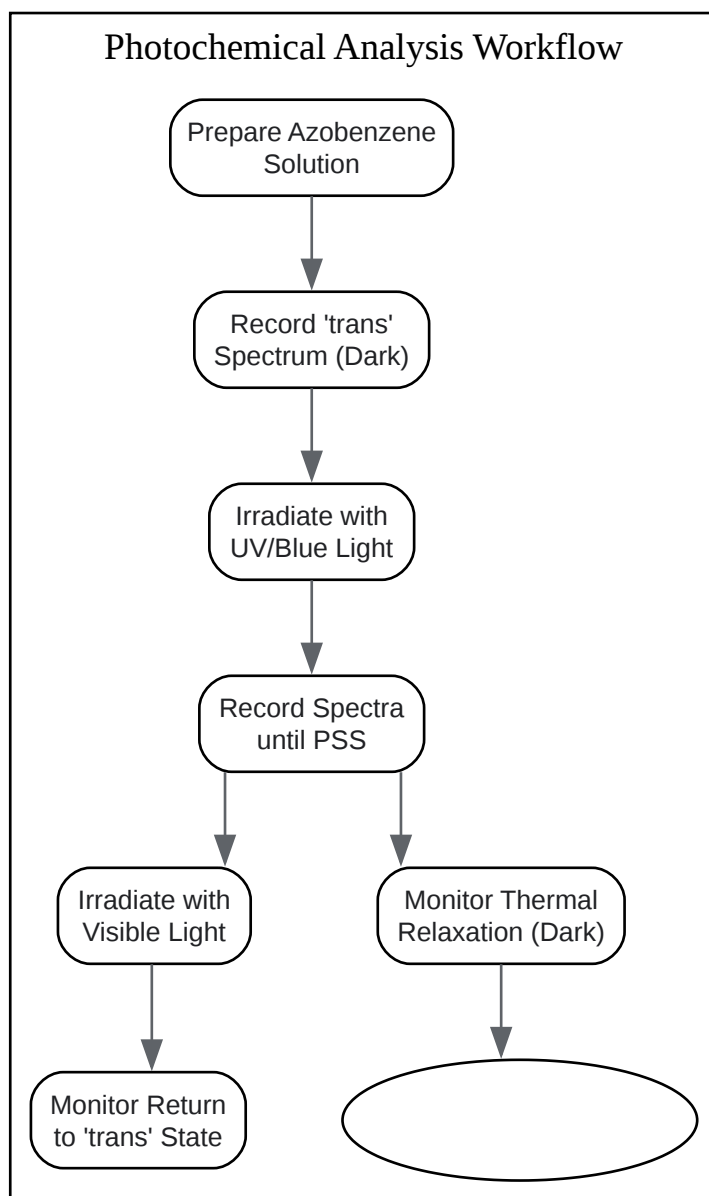 Photochemical Analysis Workflow
Prepare Azobenzene
Solution
Record 'trans'
Spectrum (Dark)
Irradiate with
UV/Blue Light
Record Spectra
until PSS
Irradiate with
Visible Light
Monitor Thermal
Relaxation (Dark)
Monitor Return
to 'trans' State